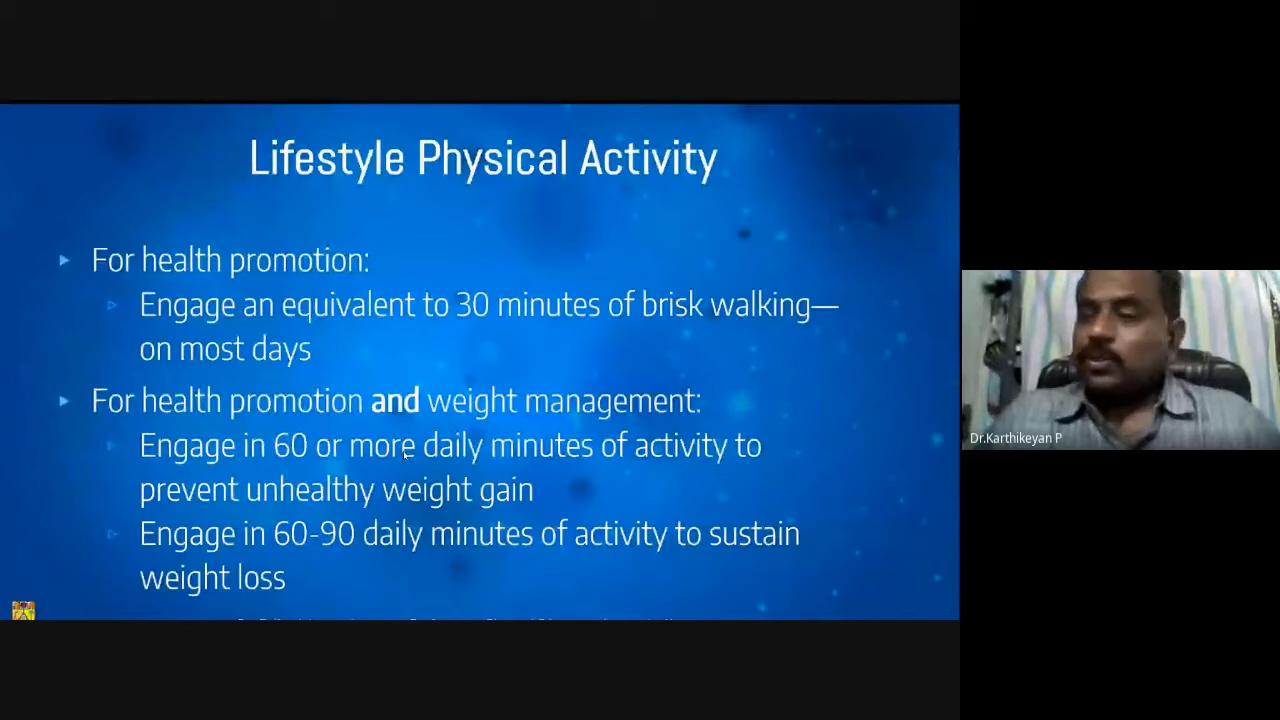 Lifestyle Physical Activity
For health promotion:
Engage an equivalent to 30 minutes of brisk walking—
on most days
For health promotion and weight management:
Engage in 60 or more daily minutes of activity to
prevent unhealthy weight gain
Engage in 60-90 daily minutes of activity to sustain
weight loss
Dr.Karthikeyan P